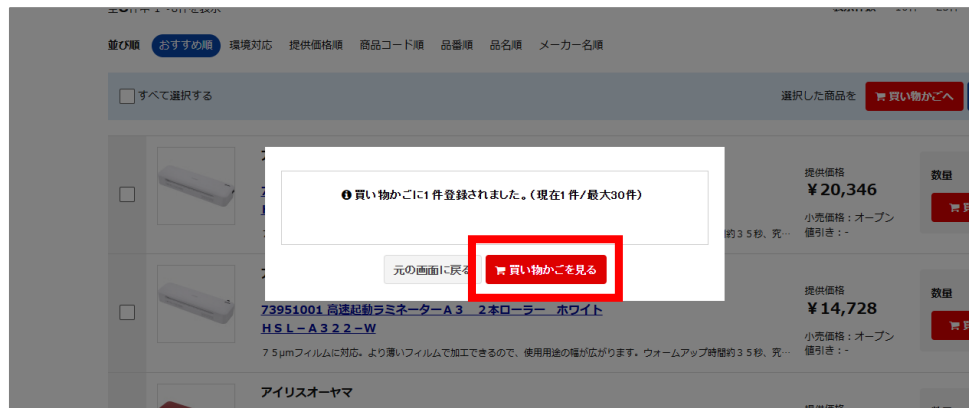 並び順 おすすめ順 環境対応 提供価格順 商品コード順 品番順 品名順 メーカー名順
すべて選択する
選択した商品を 買い物かごへ
提供価格
¥20,346
小売価格：オープン
値引き：-
数量
買い物かごに1件登録されました。(現在1件/最大30件)
元の画面に戻る
買い物かごを見る
約３５秒、究…
73951001 高速起動ラミネーターA３ ２本ローラー ホワイト
ＨＳＬ－Ａ３２２－Ｗ
７５μmフィルムに対応。より薄いフィルムで加工できるので、使用用途の幅が広がります。ウォームアップ時間約３５秒、究…
提供価格
¥14,728
小売価格：オープン
値引き：-
数量
アイリスオーヤマ